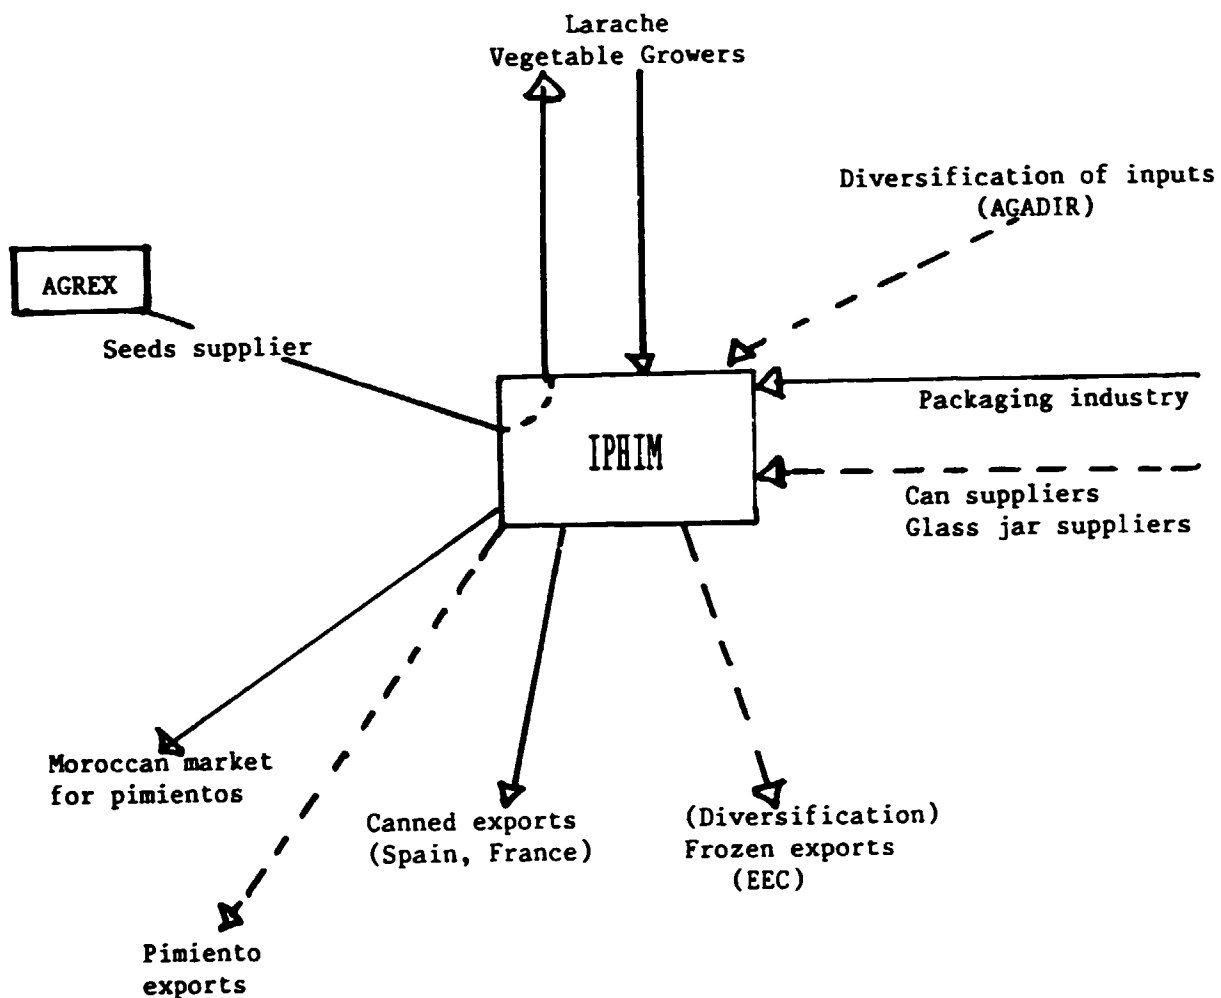 Larache
Vegetable Growers
Diversification of inputs
(AGADIR)
AGREX
Seeds supplier
Packaging industry
IPHIM
Can suppliers
Glass jar suppliers
Moroccan market
for pimientos
Canned exports
(Spain, France)
(Diversification)
Frozen exports
(EEC)
Pimiento
exports